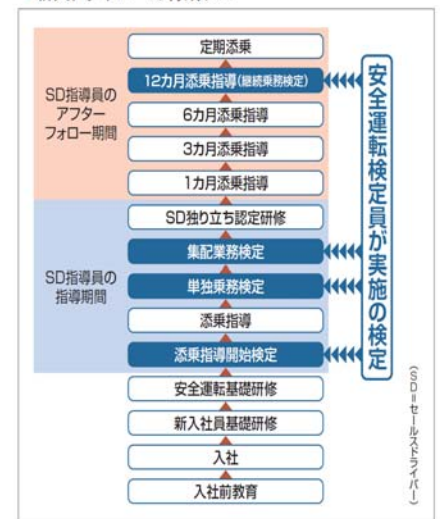 定期添乗
12カ月添乗指導(継続乗務検定)
6カ月添乗指導
3カ月添乗指導
1カ月添乗指導
SD独り立ち認定研修
集配業務検定
単独乗務検定
添乗指導
添乗指導開始検定
安全運転基礎研修
新入社員基礎研修
入社
入社前教育
SD指導員の
アフター
フォロー期間
SD指導員の
指導期間
安全運転検定員が実施の検定
(SD=セールスドライバー)